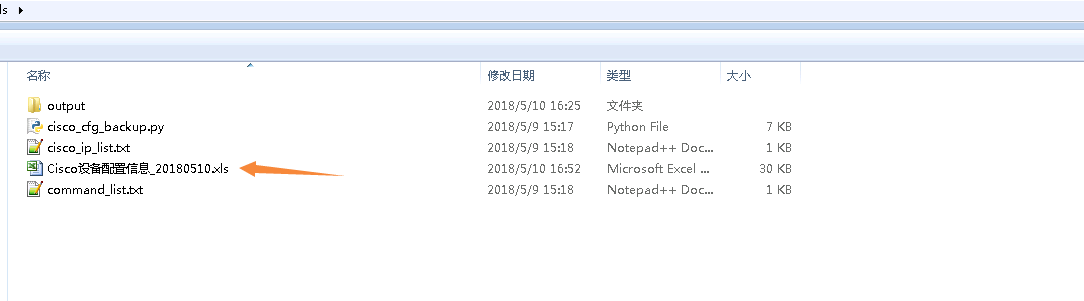 ls
名称 修改日期 类型 大小
output 2018/5/10 16:25 文件夹
cisco_cfg_backup.py 2018/5/9 15:17 Python File 7 KB
cisco_ip_list.txt 2018/5/9 15:18 Notepad++ Doc... 1 KB
Cisco设备配置信息_20180510.xls 2018/5/10 16:52 Microsoft Excel ... 30 KB
command_list.txt 2018/5/9 15:18 Notepad++ Doc... 1 KB